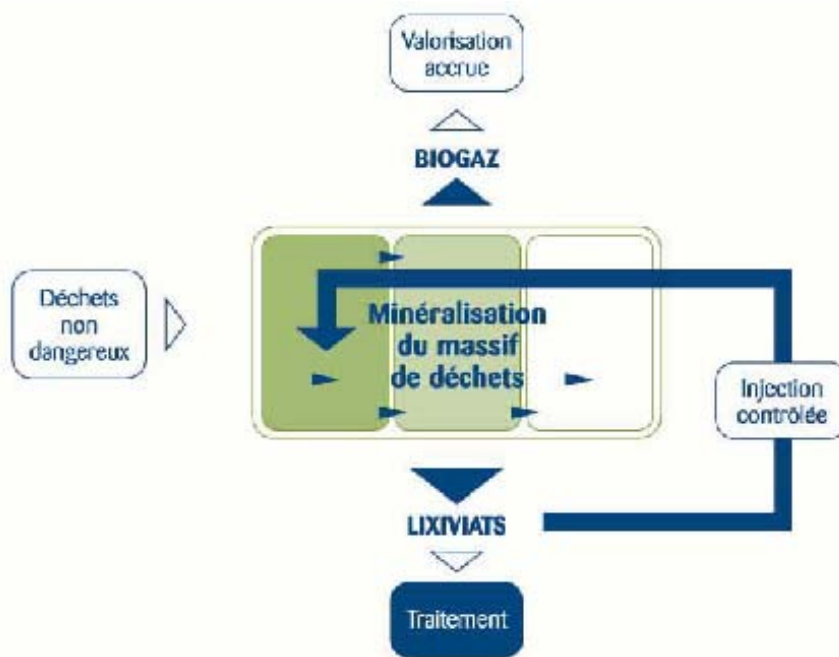 Valorisation
accrue
BIOGAZ
Déchets
non
dangereux
Minéralisation
du massif
de déchets
Injection
contrôlée
LIXIVIATS
Traitement